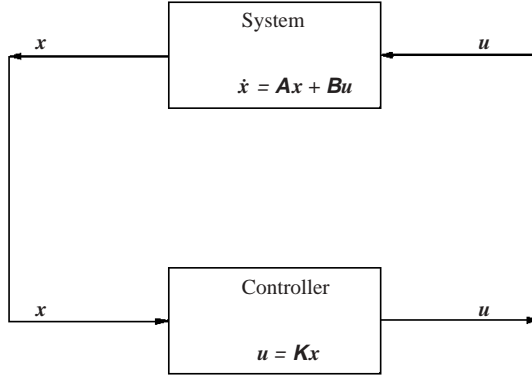 System
x
u
ẋ = Ax + Bu
Controller
x
u
u = Kx